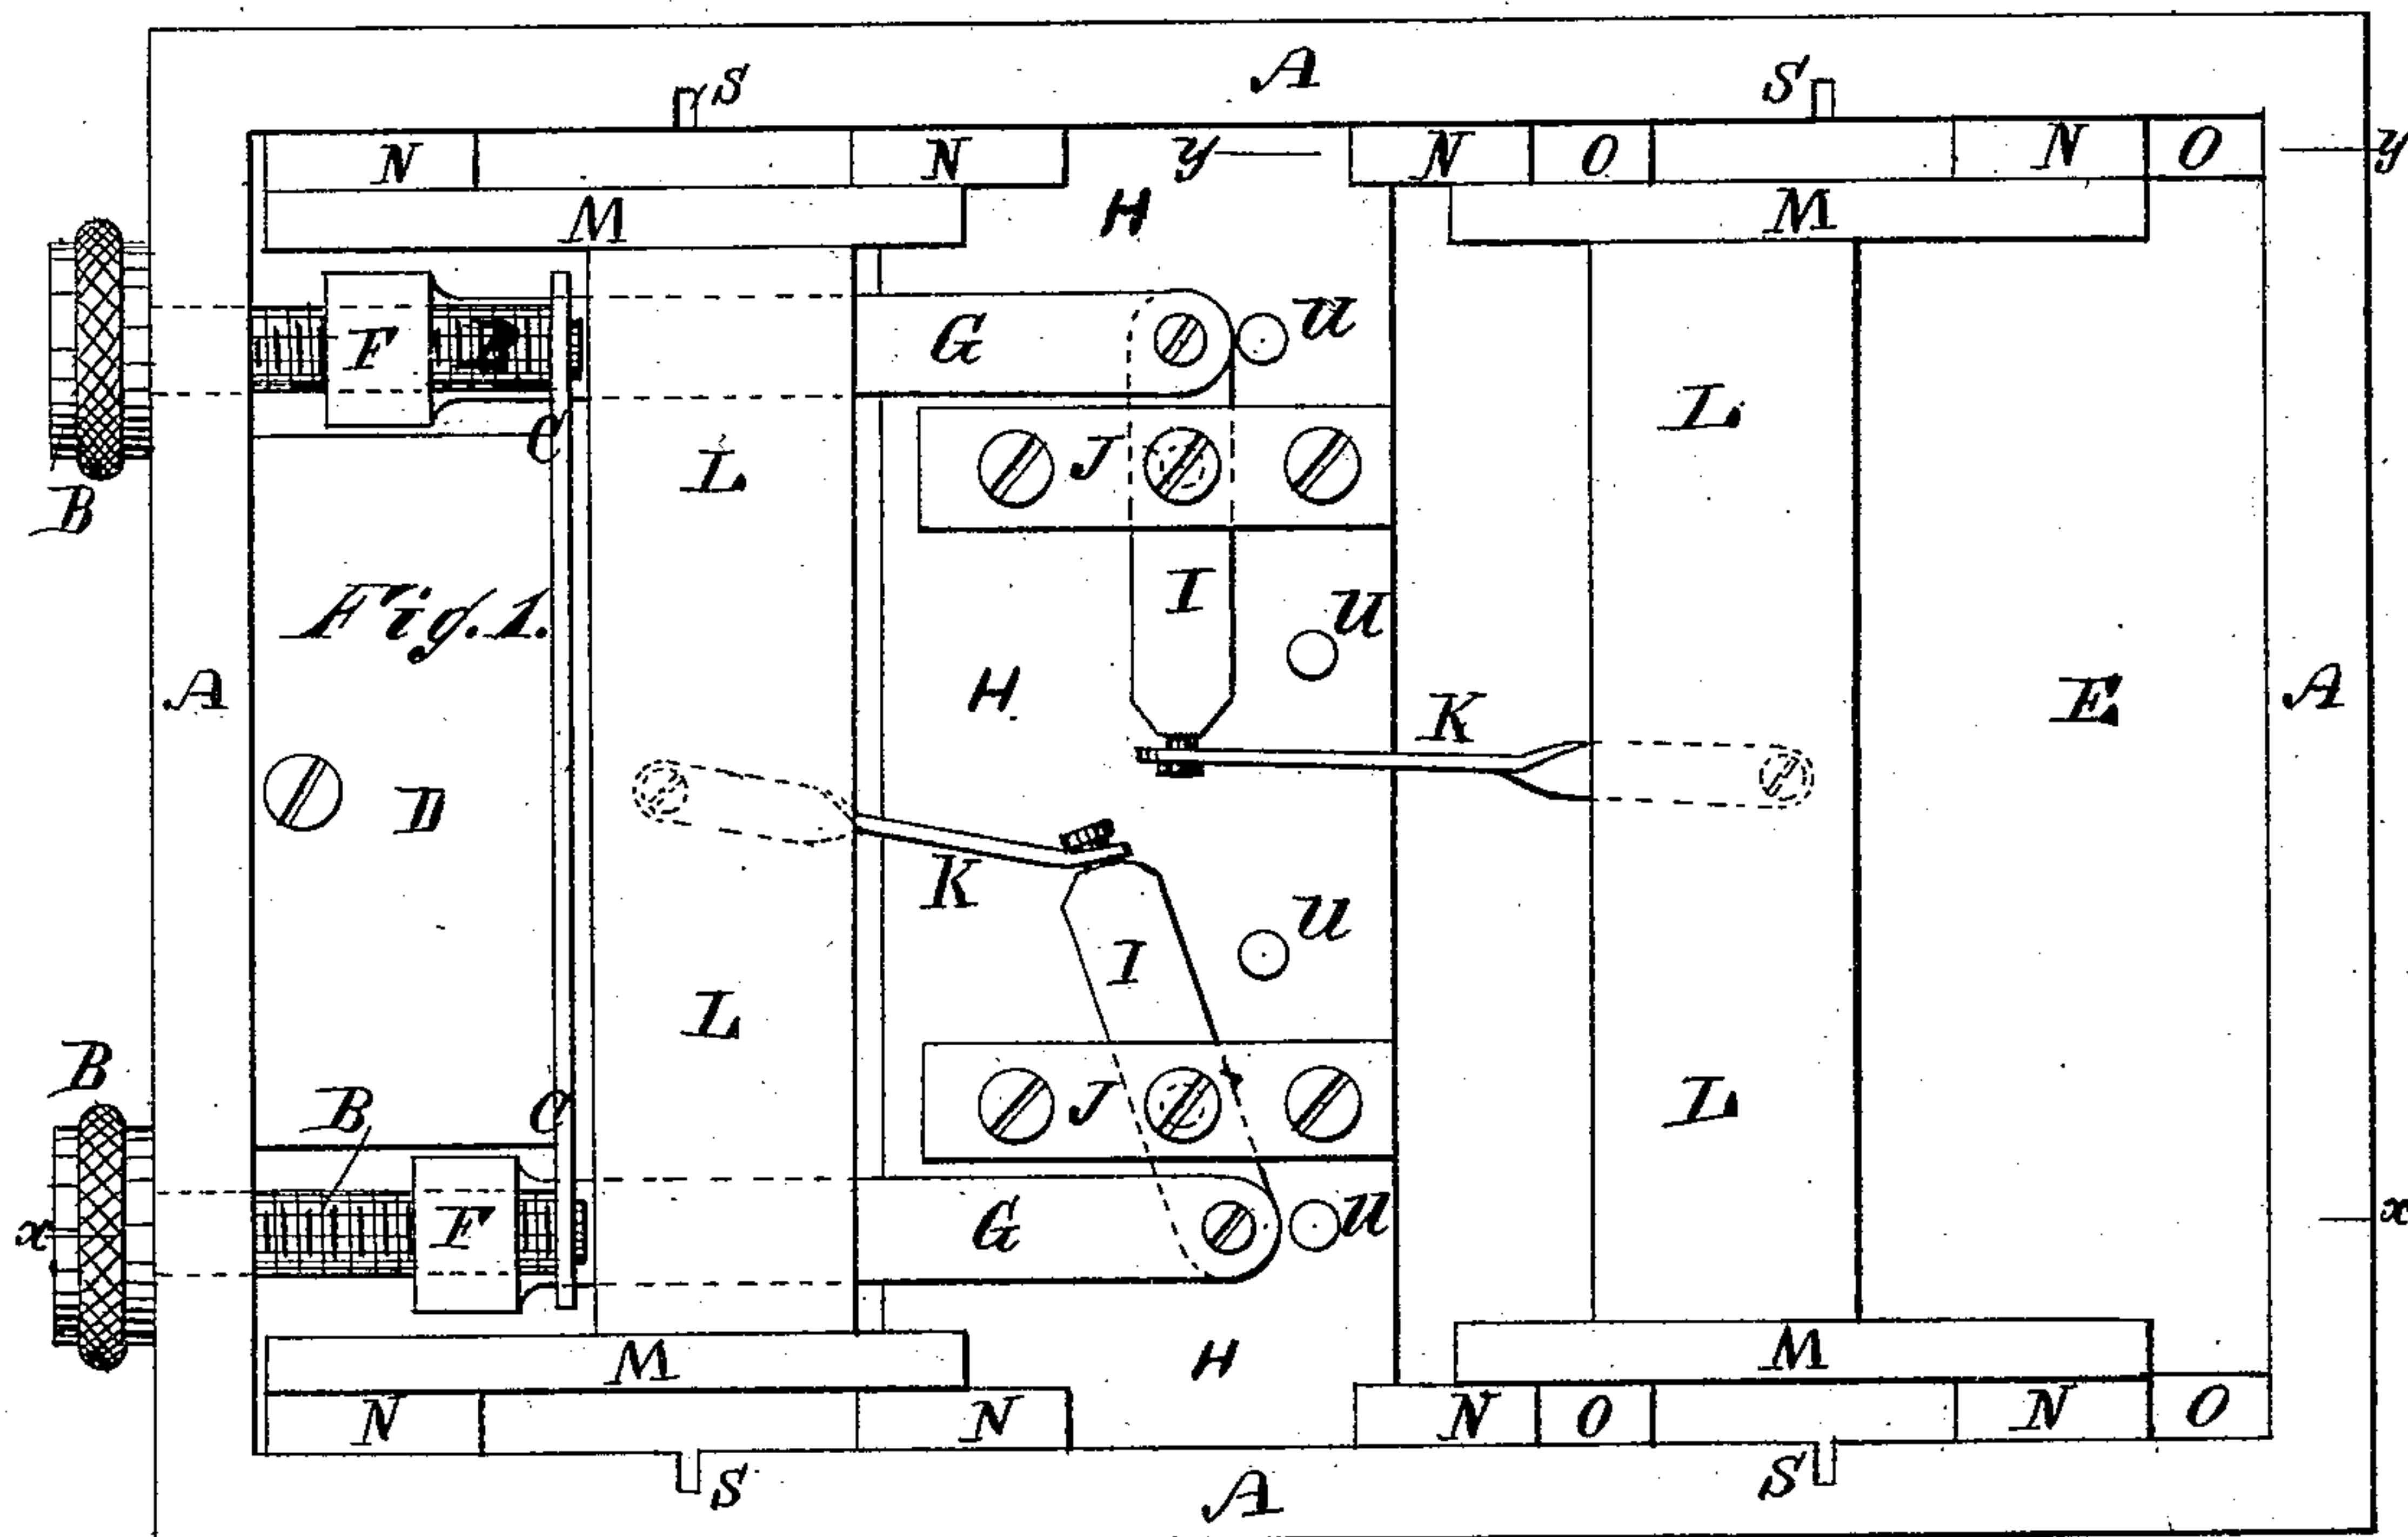 A
S S
N N y N O N O y
M H M
F B G U
L
C J L
B
I U
Fig. 1.
A H K E A
D
K U
I
L
B B C J L
x F G U x
M H M
N N N O N O
S A S